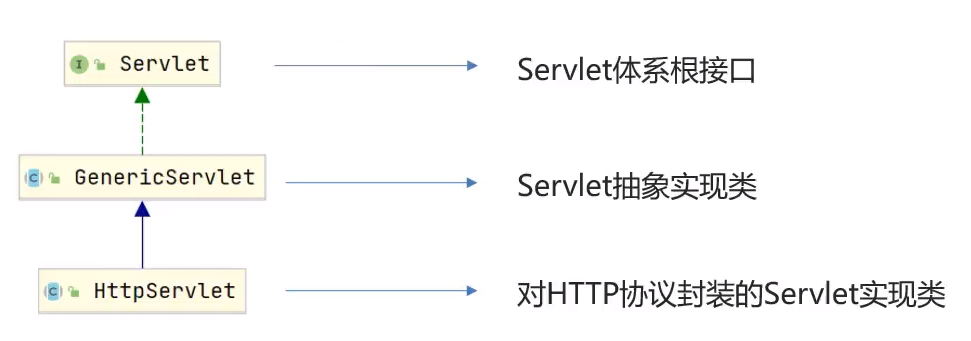 I Servlet
Servlet体系根接口
C GenericServlet
Servlet抽象实现类
C HttpServlet
对HTTP协议封装的Servlet实现类